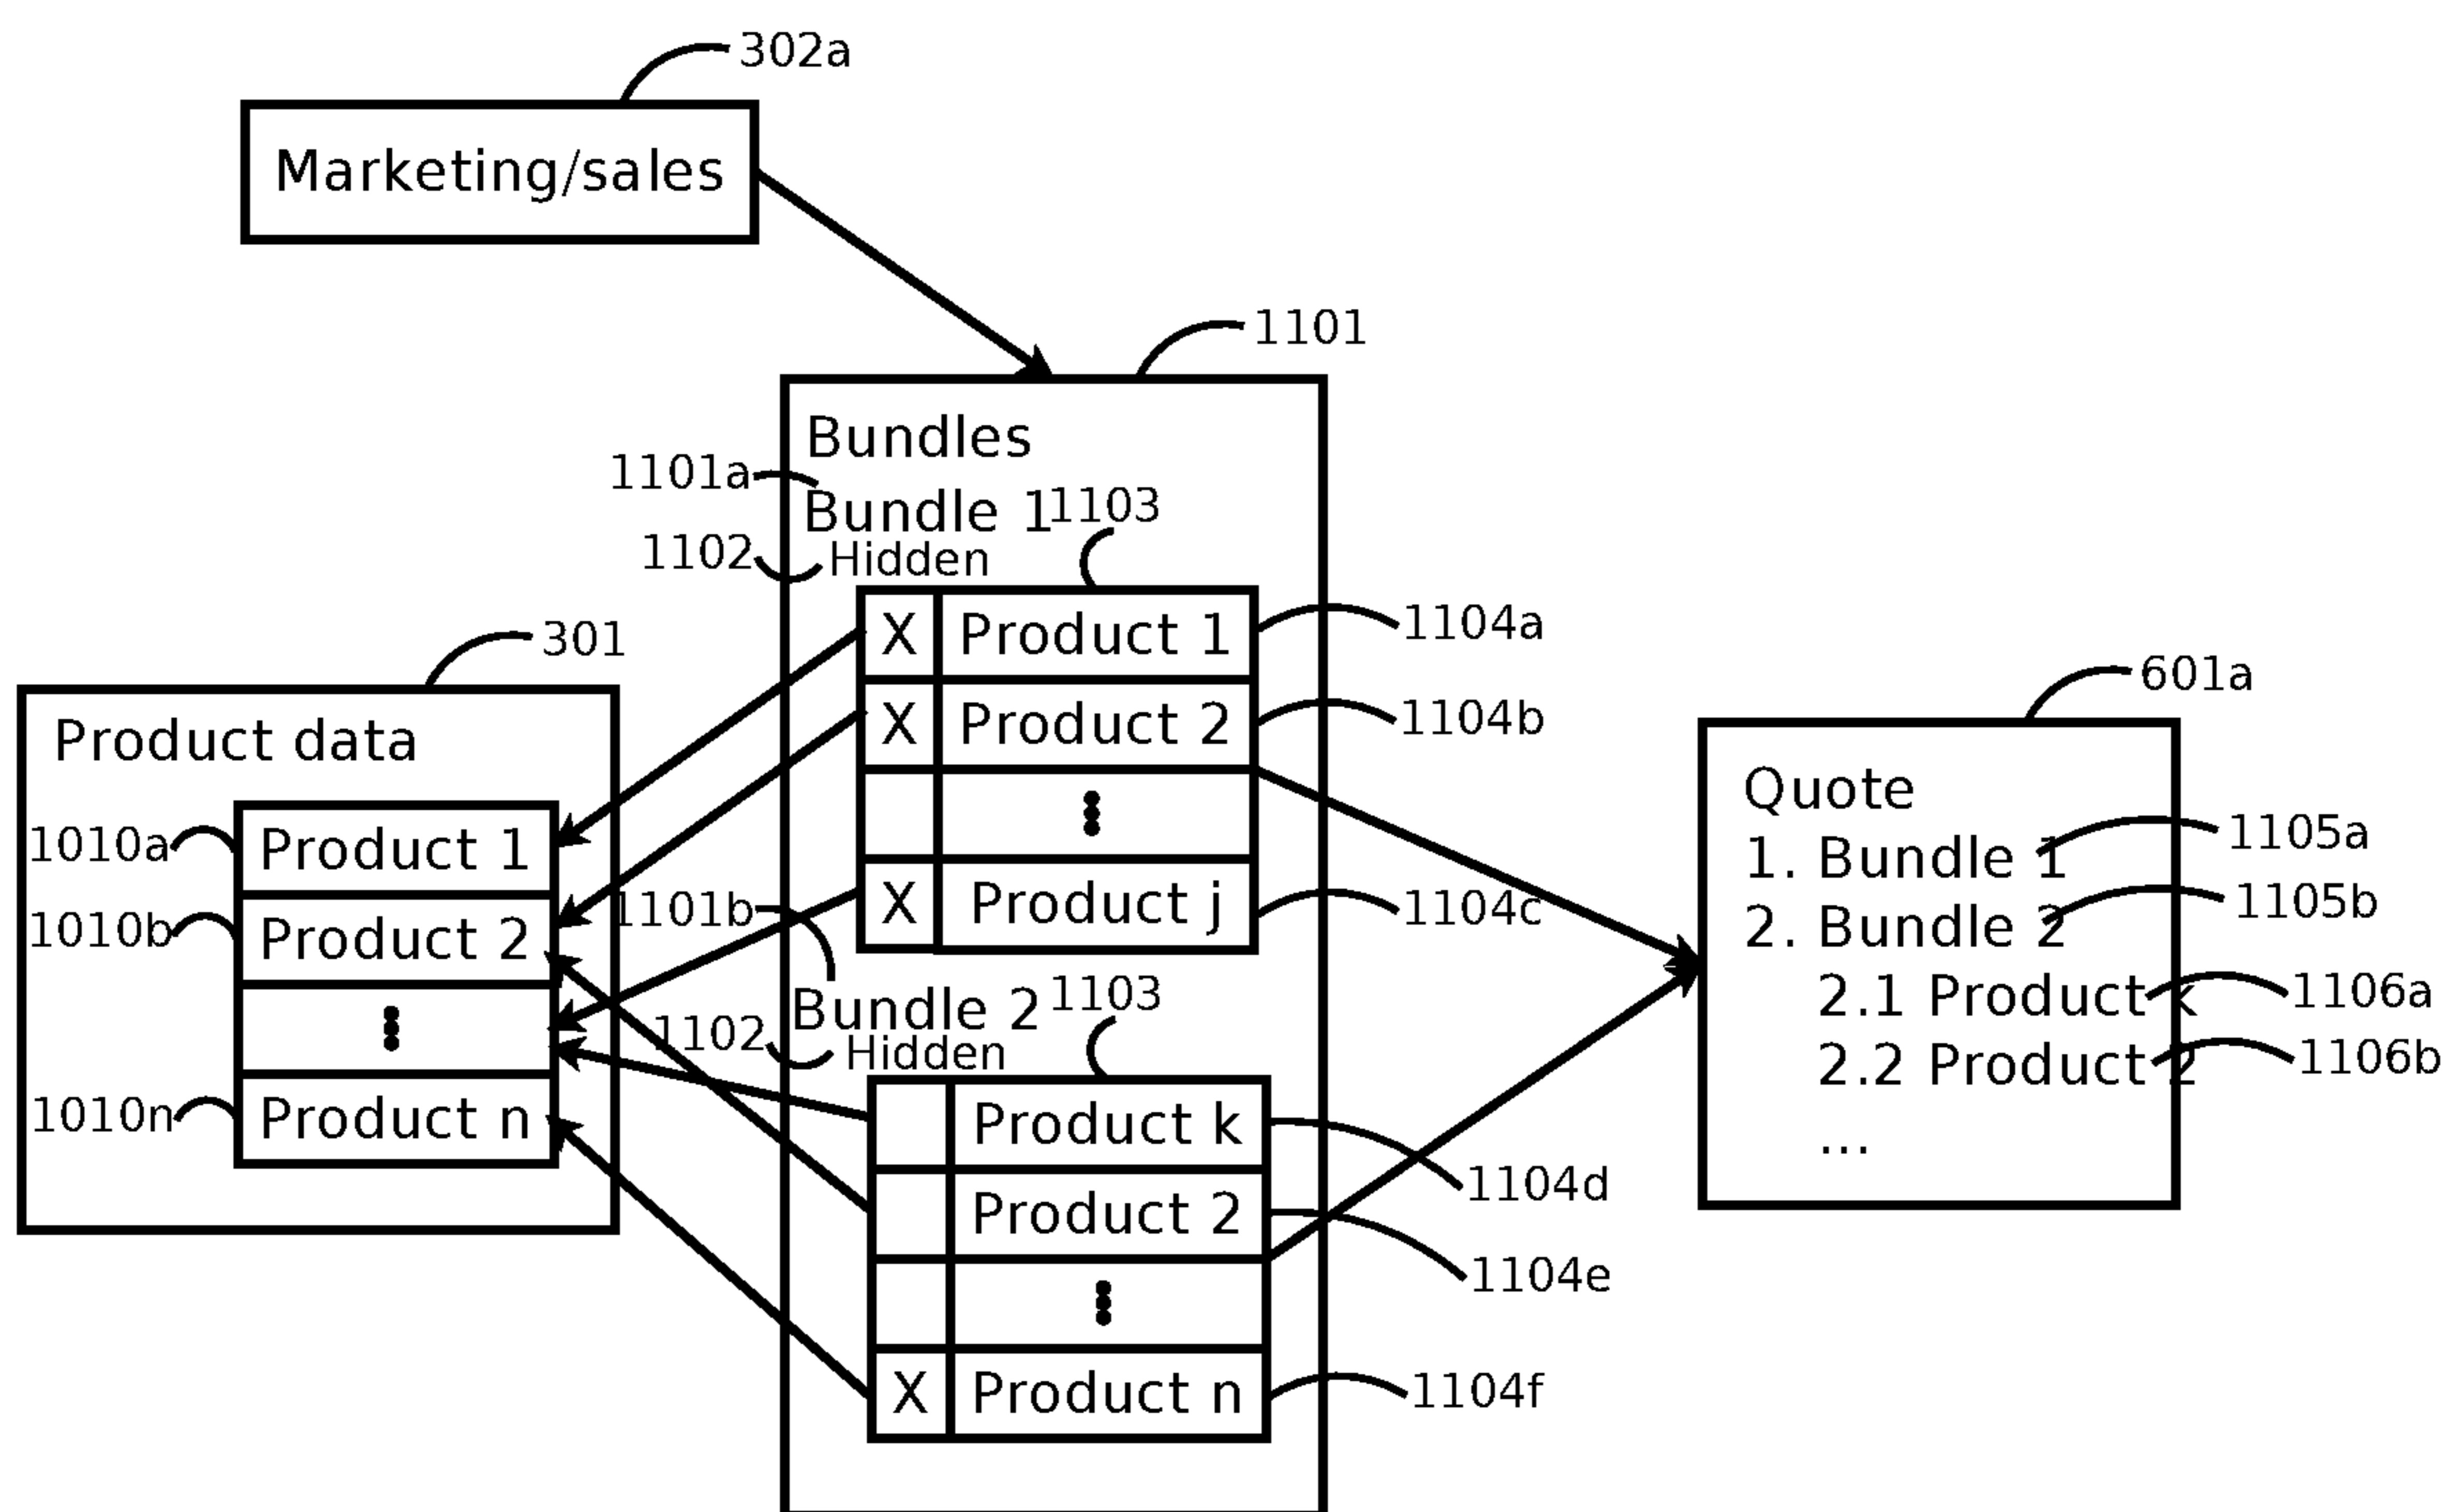 302a
Marketing/sales
1101
Bundles
1101a
Bundle 1
1103
1102
Hidden
X Product 1
1104a
X Product 2
1104b
X Product j
1104c
301
Product data
1010a
Product 1
1010b
Product 2
1010n
Product n
1101b
Bundle 2
1103
1102
Hidden
Product k
1104d
Product 2
1104e
X Product n
1104f
601a
Quote
1. Bundle 1
1105a
2. Bundle 2
1105b
2.1 Product k
1106a
2.2 Product 2
1106b
...